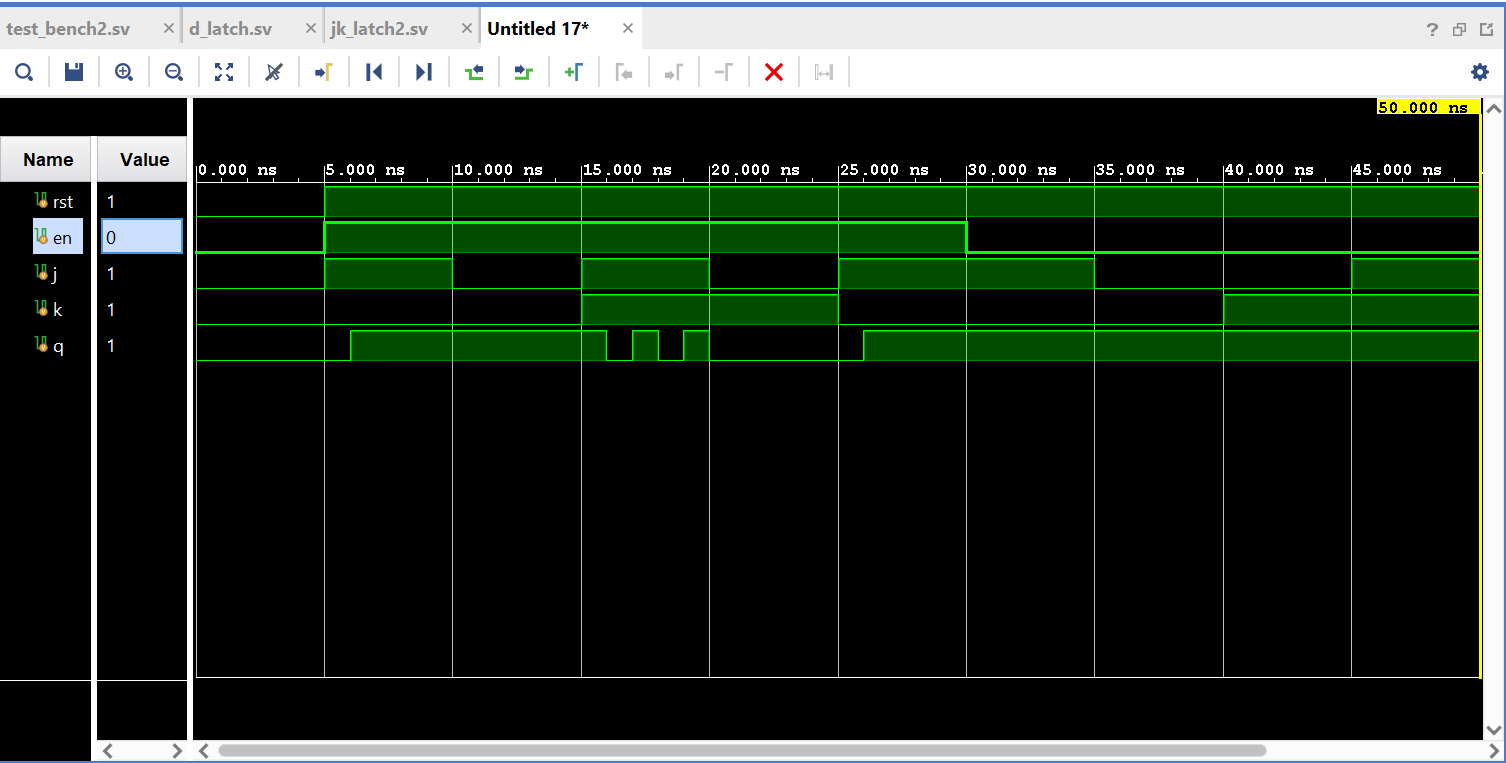 test_bench2.sv × d_latch.sv × jk_latch2.sv × Untitled 17* × ?
50.000 ns
Name Value 0.000 ns 5.000 ns 10.000 ns 15.000 ns 20.000 ns 25.000 ns 30.000 ns 35.000 ns 40.000 ns 45.000 ns
rst 1
en 0
j 1
k 1
q 1